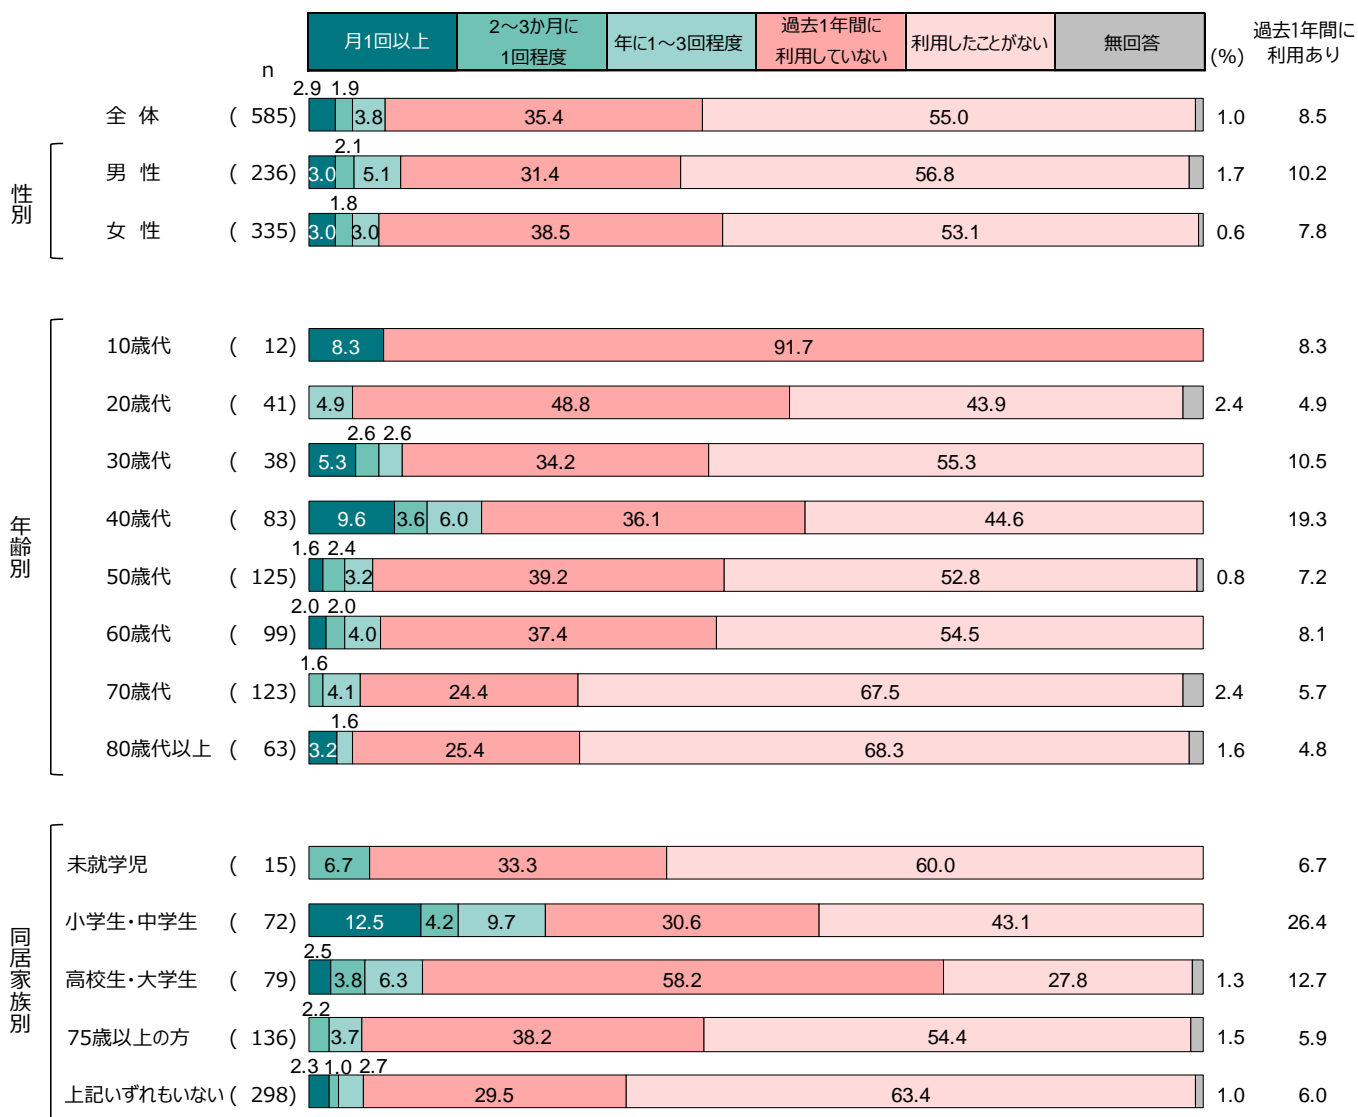 月1回以上 2～3か月に1回程度 年に1～3回程度 過去1年間に利用していない 利用したことがない 無回答 (%) 過去1年間に利用あり
n
全 体 ( 585) 2.9 1.9 3.8 35.4 55.0 1.0 8.5
性別
男 性 ( 236) 3.0 2.1 5.1 31.4 56.8 1.7 10.2
女 性 ( 335) 3.0 1.8 3.0 38.5 53.1 0.6 7.8
年齢別
10歳代 ( 12) 8.3 91.7 8.3
20歳代 ( 41) 4.9 48.8 43.9 2.4 4.9
30歳代 ( 38) 5.3 2.6 2.6 34.2 55.3 10.5
40歳代 ( 83) 9.6 3.6 6.0 36.1 44.6 19.3
50歳代 ( 125) 1.6 2.4 3.2 39.2 52.8 0.8 7.2
60歳代 ( 99) 2.0 2.0 4.0 37.4 54.5 8.1
70歳代 ( 123) 1.6 4.1 24.4 67.5 2.4 5.7
80歳代以上 ( 63) 3.2 1.6 25.4 68.3 1.6 4.8
同居家族別
未就学児 ( 15) 6.7 33.3 60.0 6.7
小学生・中学生 ( 72) 12.5 4.2 9.7 30.6 43.1 26.4
高校生・大学生 ( 79) 2.5 3.8 6.3 58.2 27.8 1.3 12.7
75歳以上の方 ( 136) 2.2 3.7 38.2 54.4 1.5 5.9
上記いずれもいない ( 298) 2.3 1.0 2.7 29.5 63.4 1.0 6.0